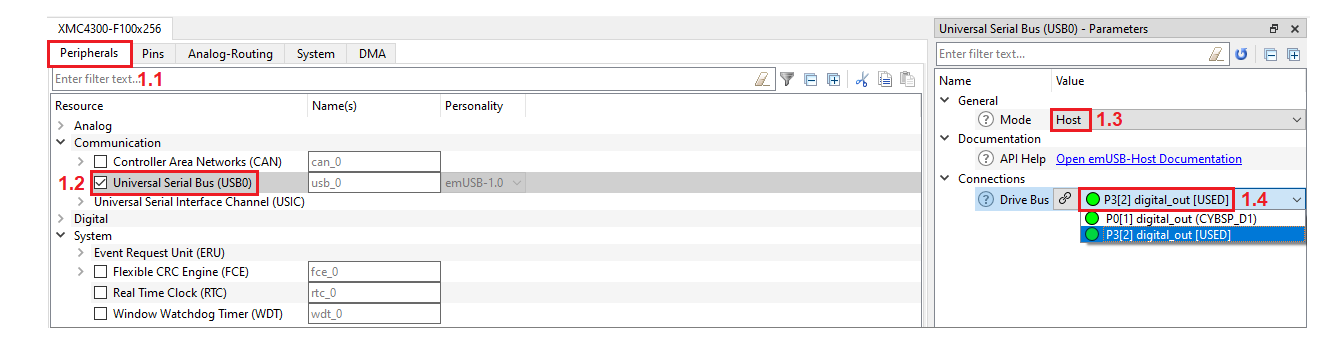 XMC4300-F100x256
Peripherals Pins Analog-Routing System DMA
Enter filter text... 1.1
Resource Name(s) Personality
Analog
Communication
Controller Area Networks (CAN) can_0
1.2 Universal Serial Bus (USB0) usb_0 emUSB-1.0
Universal Serial Interface Channel (USIC)
Digital
System
Event Request Unit (ERU)
Flexible CRC Engine (FCE) fce_0
Real Time Clock (RTC) rtc_0
Window Watchdog Timer (WDT) wdt_0
Universal Serial Bus (USB0) - Parameters
Enter filter text...
Name Value
General
? Mode Host 1.3
Documentation
? API Help Open emUSB-Host Documentation
Connections
? Drive Bus P3[2] digital_out [USED] 1.4
P0[1] digital_out (CYBSP_D1)
P3[2] digital_out [USED]